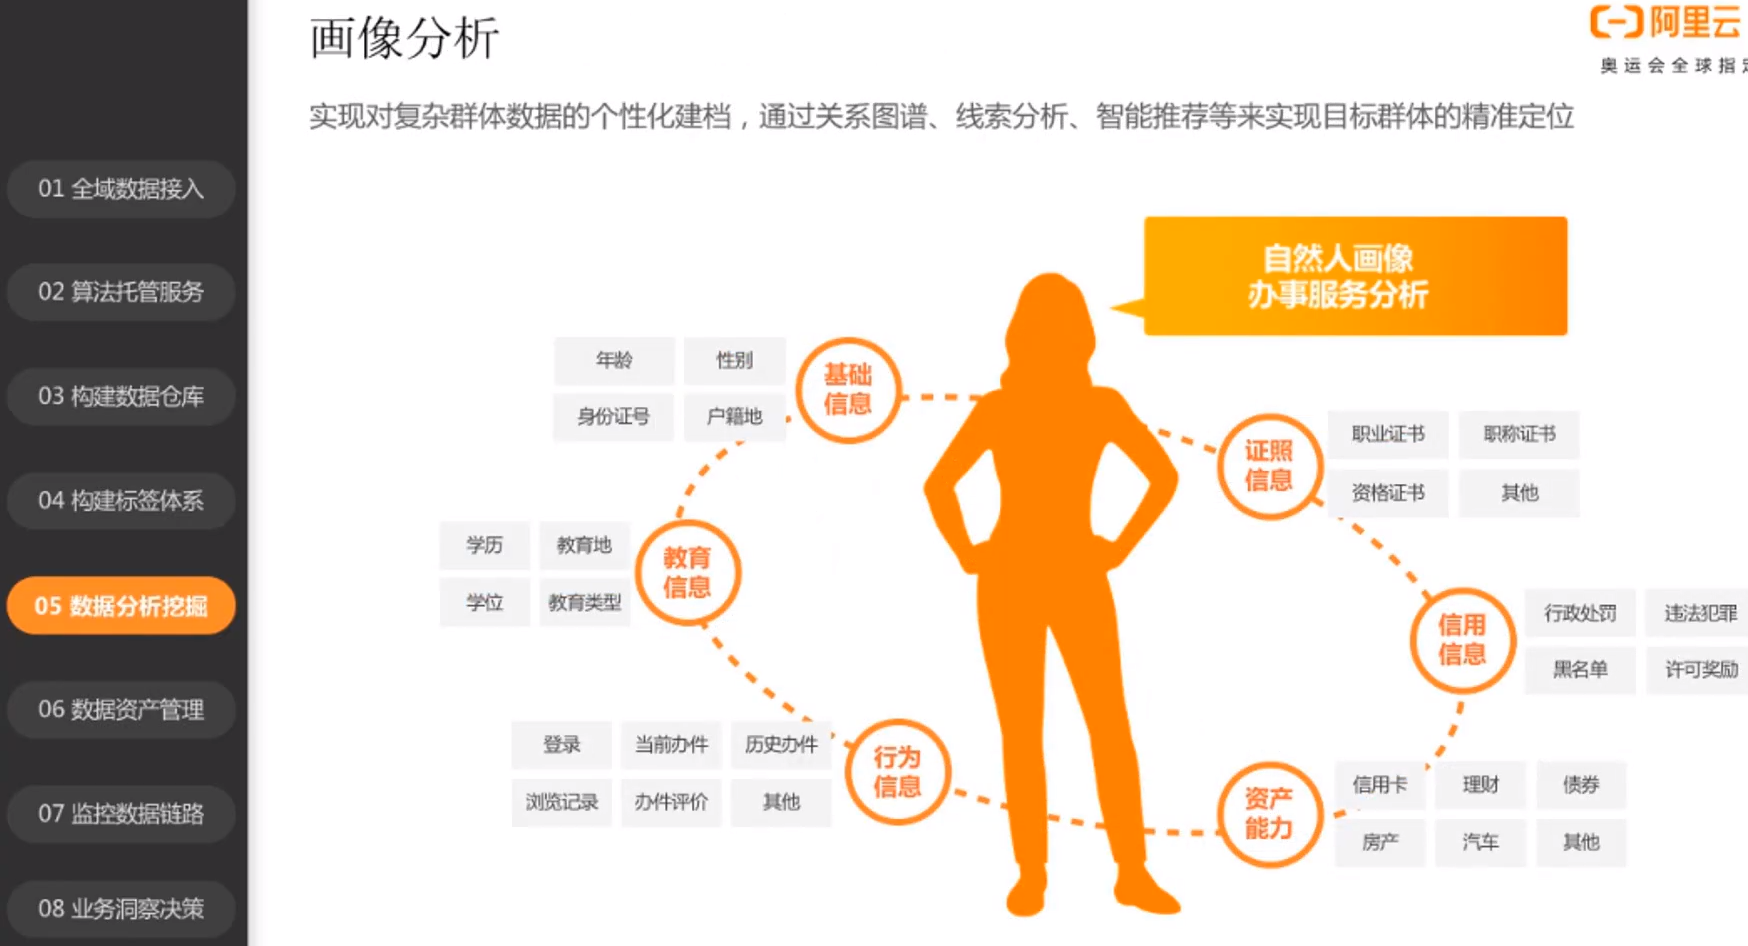 画像分析
阿里云
奥运会全球指
实现对复杂群体数据的个性化建档，通过关系图谱、线索分析、智能推荐等来实现目标群体的精准定位
01 全域数据接入
02 算法托管服务
03 构建数据仓库
04 构建标签体系
05 数据分析挖掘
06 数据资产管理
07 监控数据链路
08 业务洞察决策
自然人画像
办事服务分析
年龄
性别
身份证号
户籍地
基础
信息
职业证书
职称证书
资格证书
其他
证照
信息
学历
教育地
学位
教育类型
教育
信息
行政处罚
违法犯罪
黑名单
许可奖励
信用
信息
登录
当前办件
历史办件
浏览记录
办件评价
其他
行为
信息
信用卡
理财
债券
房产
汽车
其他
资产
能力